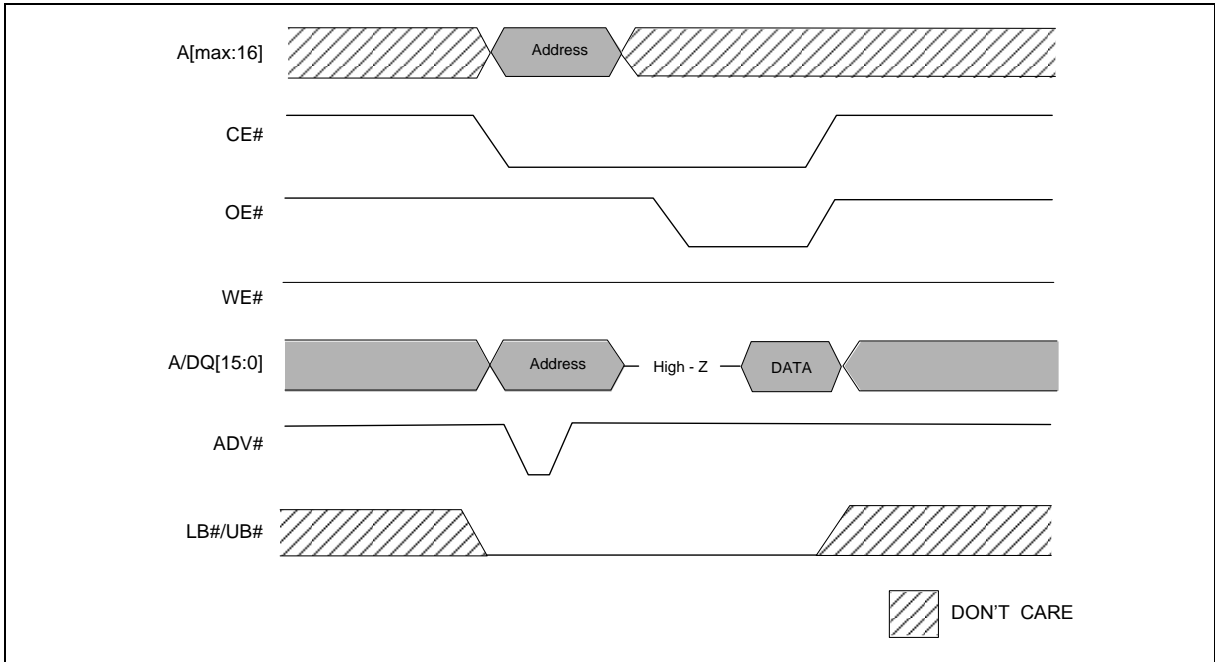 A[max:16]
Address
CE#
OE#
WE#
A/DQ[15:0]
Address
High - Z
DATA
ADV#
LB#/UB#
DON'T CARE